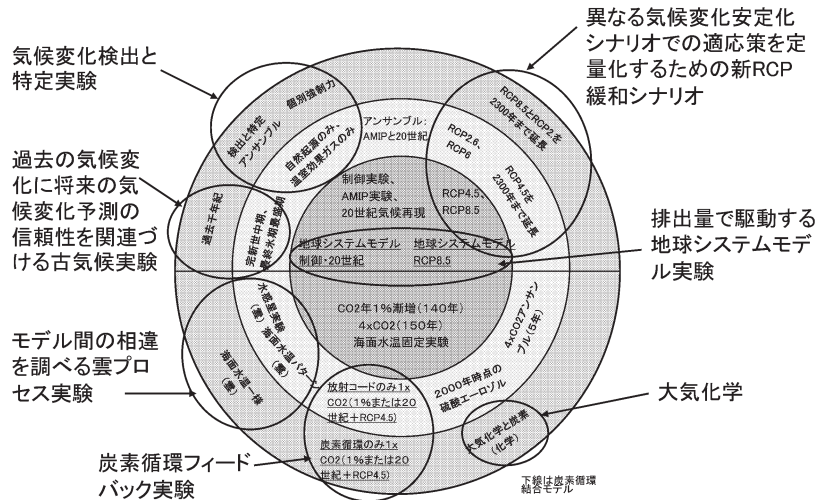 気候変化検出と
特定実験
異なる気候変化安定化
シナリオでの適応策を定
量化するための新RCP
緩和シナリオ
過去の気候変
化に将来の気
候変化予測の
信頼性を関連づ
ける古気候実験
排出量で駆動する
地球システムモデ
ル実験
モデル間の相違
を調べる雲プロ
セス実験
大気化学
炭素循環フィード
バック実験
検出と特定
アンサンブル
個別強制力
自然起源のみ、
温室効果ガスのみ
アンサンブル:
AMIPと20世紀
RCP2.6、
RCP6
RCP8.5とRCP2を
2300年まで延長
RCP4.5を
2300年まで延長
過去千年紀
完新世中期、
最終氷期最盛期
制御実験、
AMIP実験、
20世紀気候再現
RCP4.5、
RCP8.5
地球システムモデル
制御・20世紀
地球システムモデル
RCP8.5
CO2年1%漸増(140年)
4xCO2(150年)
海面水温固定実験
水惑星実験
(雲)
海面水温パターン
(雲)
海面水温一様
(雲)
4xCO2アンサン
ブル(5年)
2000年時点の
硫酸エーロゾル
放射コードのみ1x
CO2(1%または20
世紀+RCP4.5)
炭素循環のみ1x
CO2(1%または20
世紀+RCP4.5)
大気化学と炭素
(化学)
下線は炭素循環
結合モデル